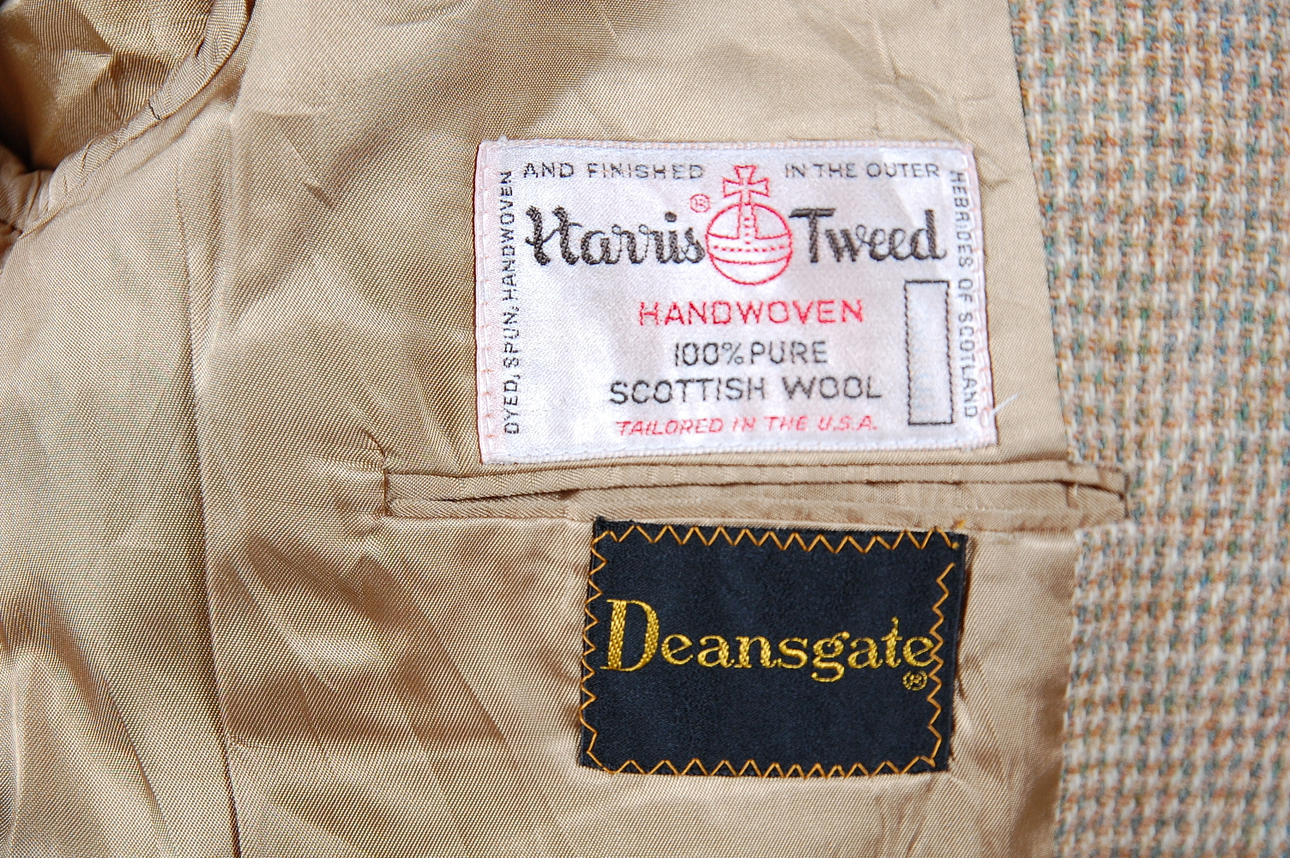 DYED, SPUN, HANDWOVEN
AND FINISHED IN THE OUTER
HEBRIDES OF SCOTLAND
Harris Tweed ®
HANDWOVEN
100% PURE
SCOTTISH WOOL
TAILORED IN THE U.S.A.
Deansgate
®